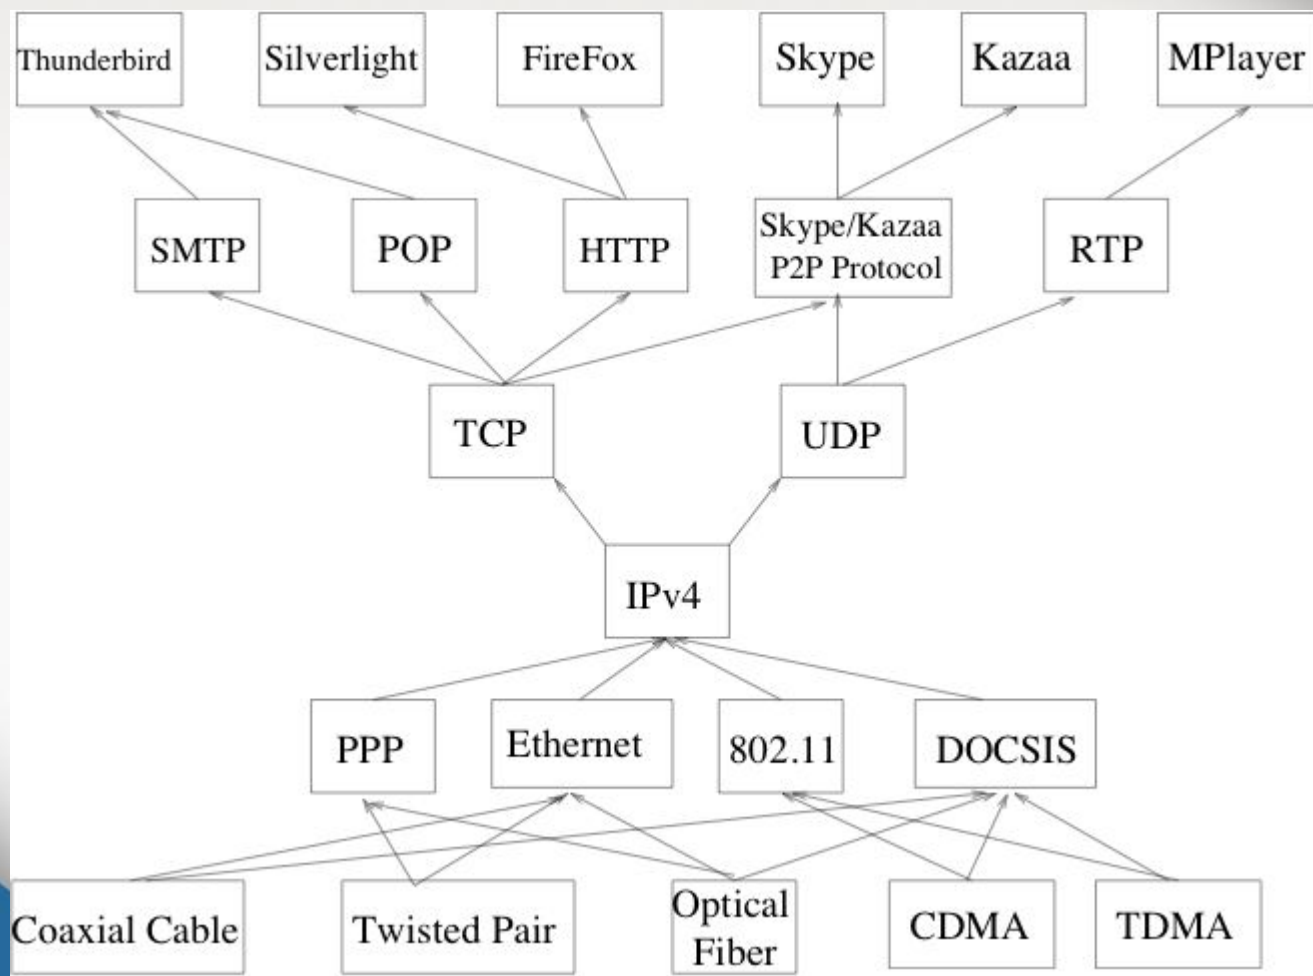 Thunderbird
Silverlight
FireFox
Skype
Kazaa
MPlayer
SMTP
POP
HTTP
Skype/Kazaa
P2P Protocol
RTP
TCP
UDP
IPv4
PPP
Ethernet
802.11
DOCSIS
Coaxial Cable
Twisted Pair
Optical
Fiber
CDMA
TDMA